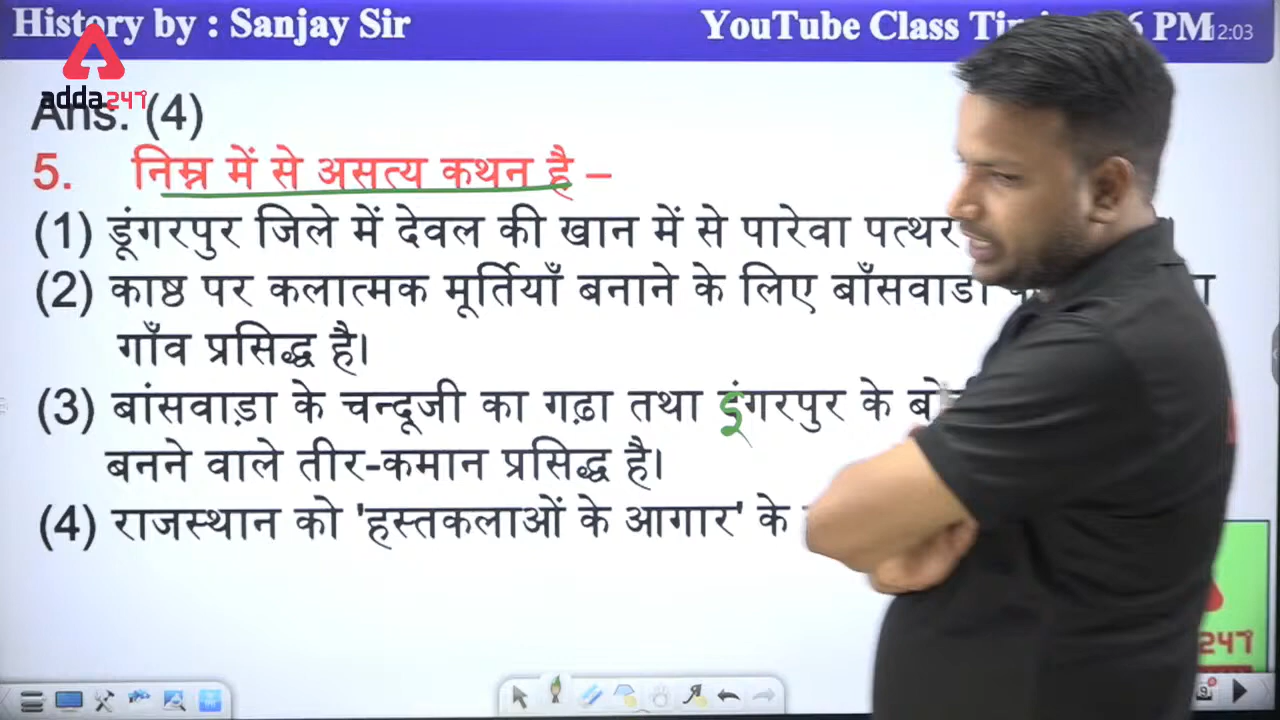 History by : Sanjay Sir
YouTube Class PM
12:03
adda247
Ans. (4)
5. निम्न में से असत्य कथन है –
(1) डूंगरपुर जिले में देवल की खान में से पारेवा पत्थर
(2) काष्ठ पर कलात्मक मूर्तियाँ बनाने के लिए बाँसवाडा
गाँव प्रसिद्ध है।
(3) बांसवाड़ा के चन्दूजी का गढ़ा तथा डूंगरपुर के
बनने वाले तीर-कमान प्रसिद्ध है।
(4) राजस्थान को 'हस्तकलाओं के आगार' के
247